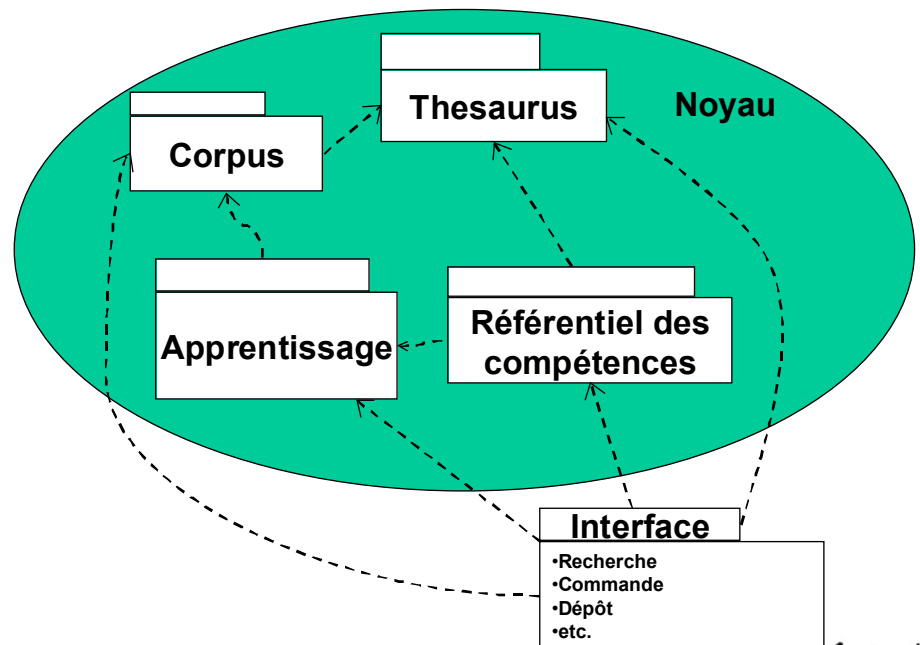 Thesaurus
Noyau
Corpus
Apprentissage
Référentiel des
compétences
Interface
•Recherche
•Commande
•Dépôt
•etc.